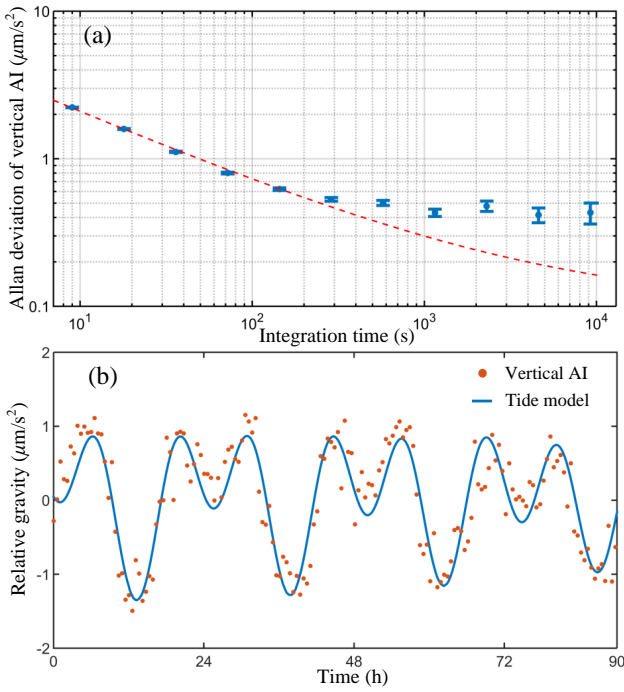 10
(a)
1
0.1
Allan deviation of vertical AI (μm/s²)
10¹ 10² 10³ 10⁴
Integration time (s)
2
(b)
Vertical AI
Tide model
1
0
-1
-2
Relative gravity (μm/s²)
0 24 48 72 90
Time (h)